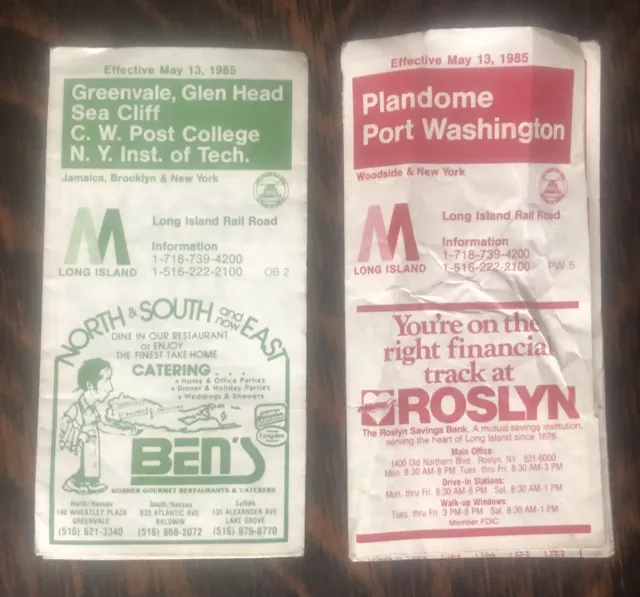 Effective May 13, 1985
Greenvale, Glen Head
Sea Cliff
C. W. Post College
N. Y. Inst. of Tech.
Jamaica, Brooklyn & New York
Long Island Rail Road
M
LONG ISLAND
Information
1-718-739-4200
1-516-222-2100
OB 2
NORTH & SOUTH and now EAST
DINE IN OUR RESTAURANT
or ENJOY
THE FINEST TAKE-HOME
CATERING . . .
• Home & Office Parties
• Dinner & Holiday Parties
• Weddings & Showers
Empire
BEN'S
KOSHER GOURMET RESTAURANTS & CATERERS
North/Nassau
140 WHEATLEY PLAZA
GREENVALE
(516) 621-3340
South/Nassau
933 ATLANTIC AVE
BALDWIN
(516) 868-2072
Suffolk
135 ALEXANDER AVE
LAKE GROVE
(516) 979-8770
Effective May 13, 1985
Plandome
Port Washington
Woodside & New York
Long Island Rail Road
M
LONG ISLAND
Information
1-718-739-4200
1-516-222-2100
PW 5
You're on the
right financial
track at
ROSLYN
The Roslyn Savings Bank. A mutual savings institution,
serving the heart of Long Island since 1876.
Main Office:
1400 Old Northern Blvd., Roslyn, NY 621-6000
Mon. 8:30 AM-8 PM Tues. thru Fri. 8:30 AM-3 PM
Drive-in Stations:
Mon. thru Fri. 8:30 AM-8 PM Sat. 8:30 AM-1 PM
Walk-up Windows:
Tues. thru Fri. 3 PM-8 PM Sat. 8:30 AM-1 PM
Member FDIC